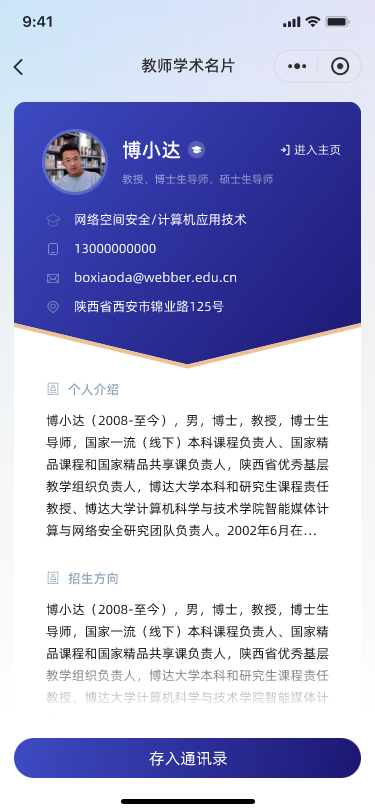 9:41
教师学术名片
博小达
进入主页
教授、博士生导师、硕士生导师
网络空间安全/计算机应用技术
13000000000
boxiaoda@webber.edu.cn
陕西省西安市锦业路125号
个人介绍
博小达（2008-至今），男，博士，教授，博士生
导师，国家一流（线下）本科课程负责人、国家精
品课程和国家精品共享课负责人，陕西省优秀基层
教学组织负责人，博达大学本科和研究生课程责任
教授、博达大学计算机科学与技术学院智能媒体计
算与网络安全研究团队负责人。2002年6月在...
招生方向
博小达（2008-至今），男，博士，教授，博士生
导师，国家一流（线下）本科课程负责人、国家精
品课程和国家精品共享课负责人，陕西省优秀基层
教学组织负责人，博达大学本科和研究生课程责任
教授、博达大学计算机科学与技术学院智能媒体计
存入通讯录